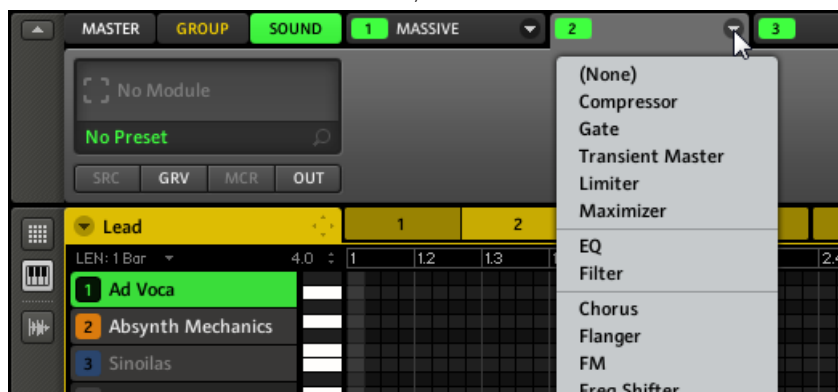 MASTER GROUP SOUND 1 MASSIVE 2 3
(None)
No Module
Compressor
Gate
No Preset
Transient Master
SRC GRV MCR OUT
Limiter
Maximizer
Lead 1 2
EQ
LEN: 1 Bar 4.0 1 1.2 1.3
Filter
1 Ad Voca
Chorus
2 Absynth Mechanics
Flanger
3 Sinoilas
FM
Freq Shifter